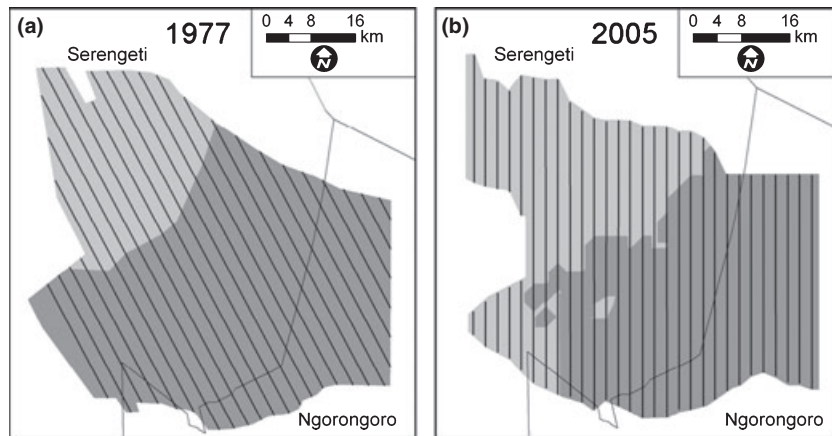 (a)
1977
Serengeti
0 4 8 16
km
N
Ngorongoro
(b)
2005
Serengeti
0 4 8 16
km
N
Ngorongoro